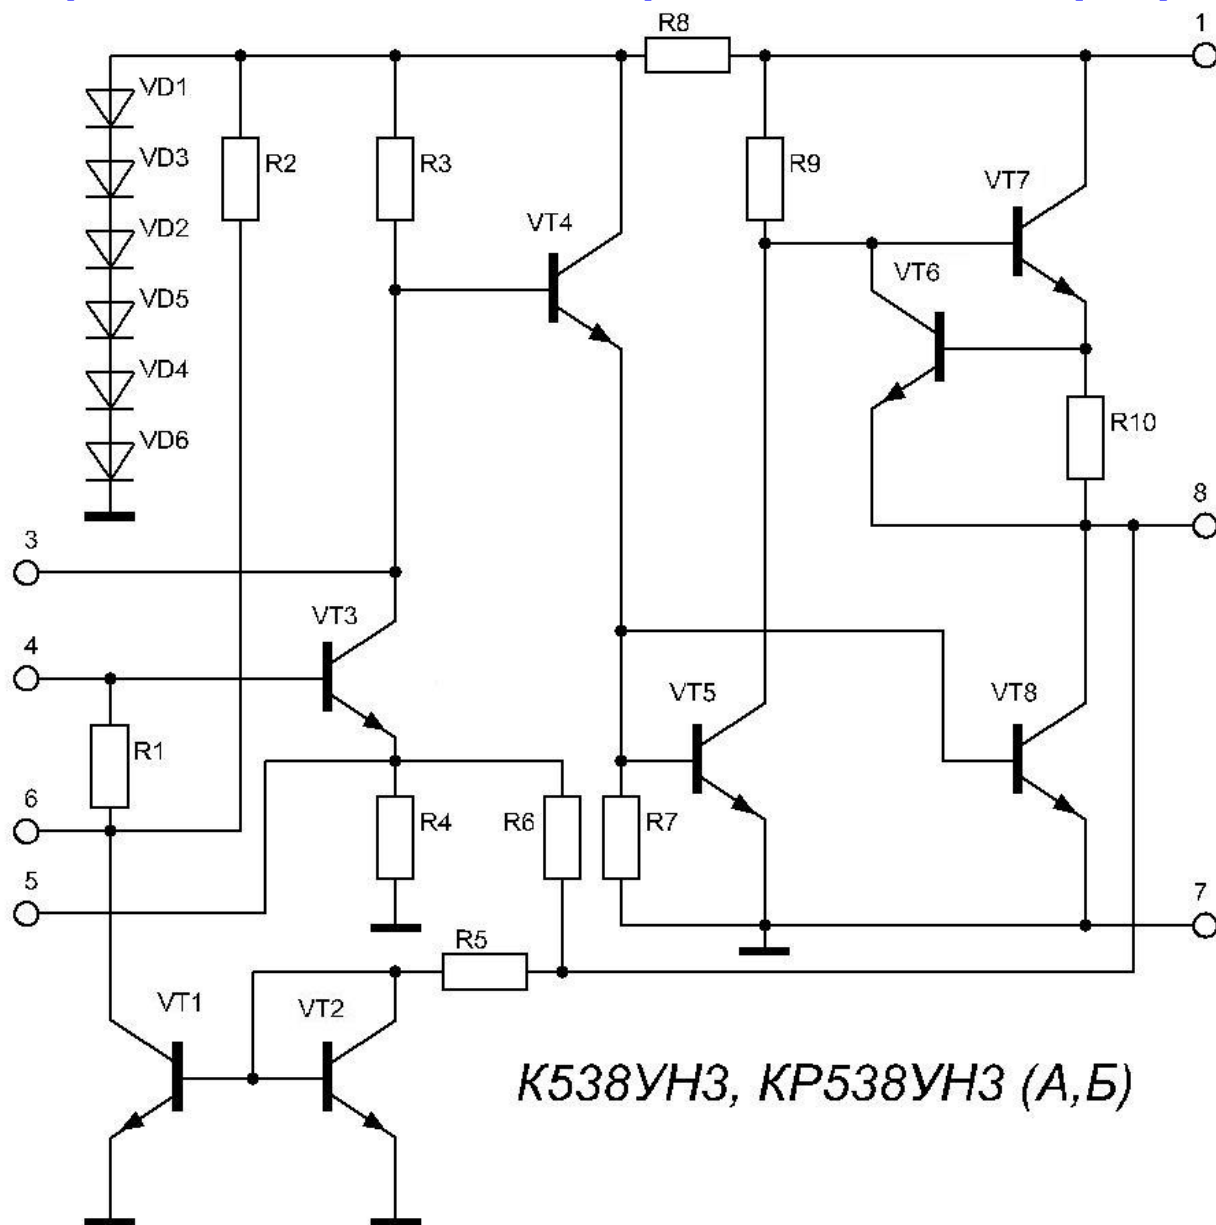 R8
1
VD1
VD3
R2
R3
R9
VT7
VD2
VT4
VT6
VD5
VD4
R10
VD6
8
3
VT3
4
VT5
VT8
R1
6
R4
R6
R7
5
7
R5
VT1
VT2
К538УН3, КР538УН3 (А,Б)